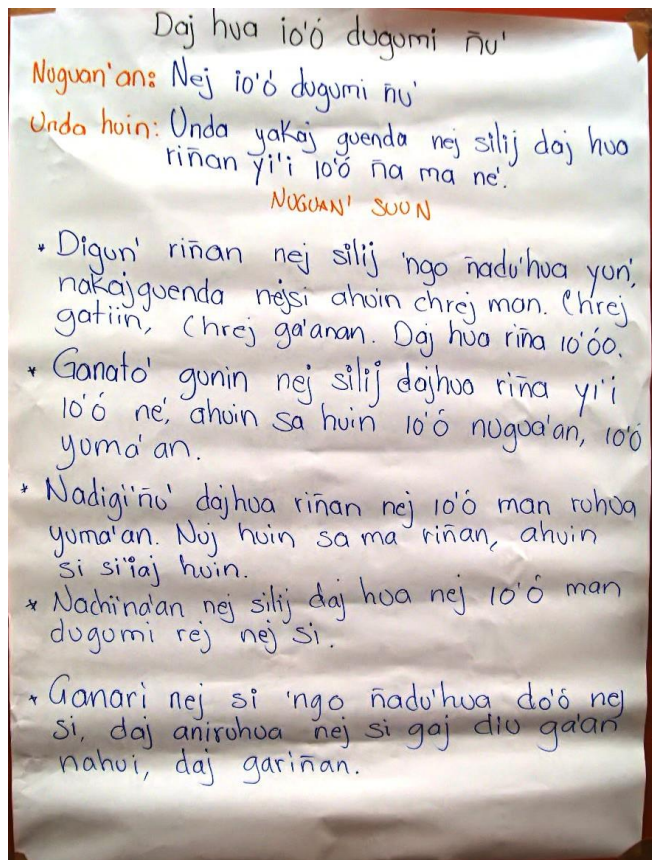 Daj hua io'ó dugumi ñu'
Nuguan'an: Nej io'ó dugumi ñu'
Unda huin: Unda yakaj guenda nej silij daj hua
riñan yi'i io'ó ña ma ne'.
NUGUAN' SUUN
* Digun' riñan nej silij 'ngo ñadu'hua yun',
nakajguenda nejsi ahuin chrej man. Chrej
gatiin, Chrej ga'anan. Daj hua riña io'óo.
* Ganato' gunin nej silij dajhua riña yi'i
io'ó ne', ahuin sa huin io'ó nugua'an, io'ó
yuma'an.
* Nadigi'ñu' dajhua riñan nej io'ó man ruhua
yuma'an. Nuj huin sa ma riñan, ahuin
si si'iaj huin.
* Nachi'na'an nej silij daj hua nej io'ó man
dugumi rej nej si.
* Ganari nej si 'ngo ñadu'hua do'ó nej
si, daj aniruhua nej si gaj diu ga'an
nahui, daj gariñan.